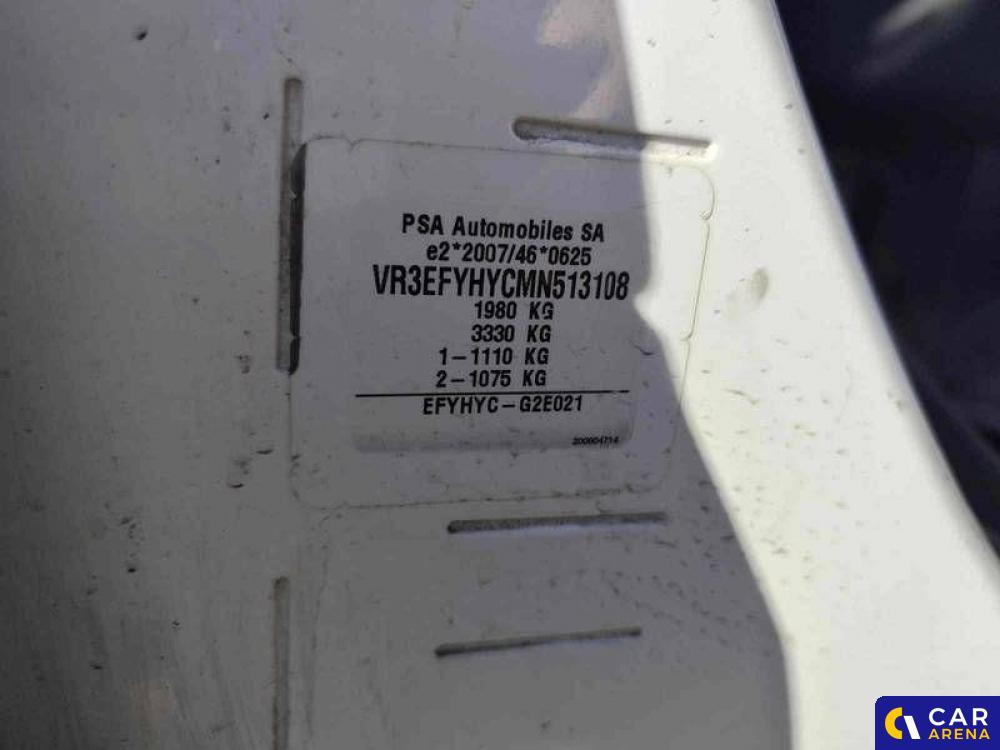 PSA Automobiles SA
e2*2007/46*0625
VR3EFYHYCMN513108
1980 KG
3330 KG
1-1110 KG
2-1075 KG
EFYHYC-G2E021
200604714
CAR
ARENA